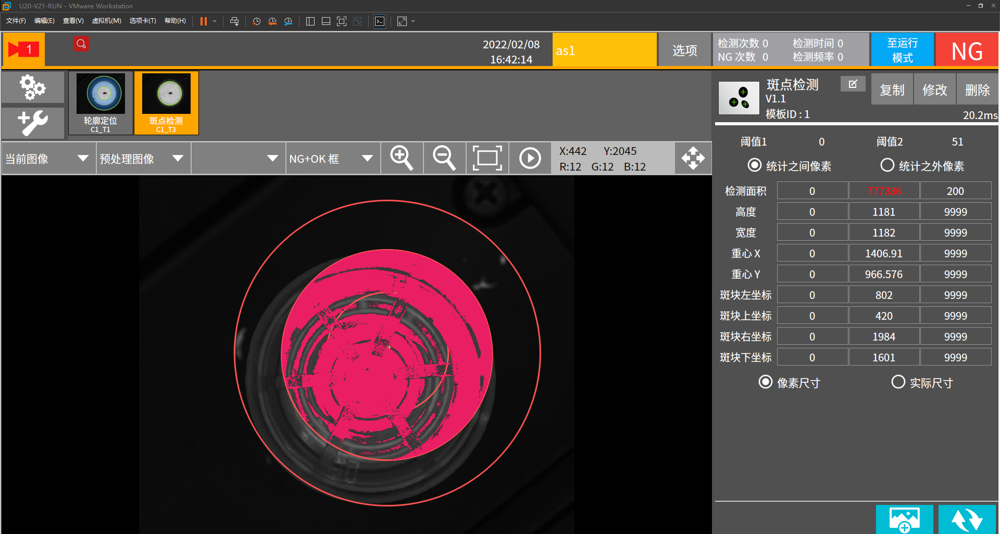 U20-V21-RUN - VMware Workstation
文件(F) 编辑(E) 查看(V) 虚拟机(M) 选项卡(T) 帮助(H)
1
2022/02/08
16:42:14
as1
选项
检测次数 0 检测时间 0
NG 次数 0 检测频率 0
至运行
模式
NG
轮廓定位
C1_T1
斑点检测
C1_T3
斑点检测
V1.1
模板ID : 1
复制 修改 删除
20.2ms
当前图像 预处理图像 NG+OK 框
X:442 Y:2045
R:12 G:12 B:12
阈值1 0 阈值2 51
统计之间像素 统计之外像素
检测面积 0 777386 200
高度 0 1181 9999
宽度 0 1182 9999
重心 X 0 1406.91 9999
重心 Y 0 966.576 9999
斑块左坐标 0 802 9999
斑块上坐标 0 420 9999
斑块右坐标 0 1984 9999
斑块下坐标 0 1601 9999
像素尺寸 实际尺寸